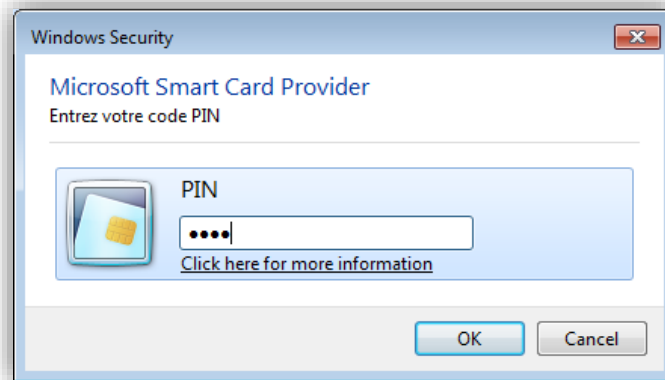 Windows Security
Microsoft Smart Card Provider
Entrez votre code PIN
PIN
••••
Click here for more information
OK Cancel